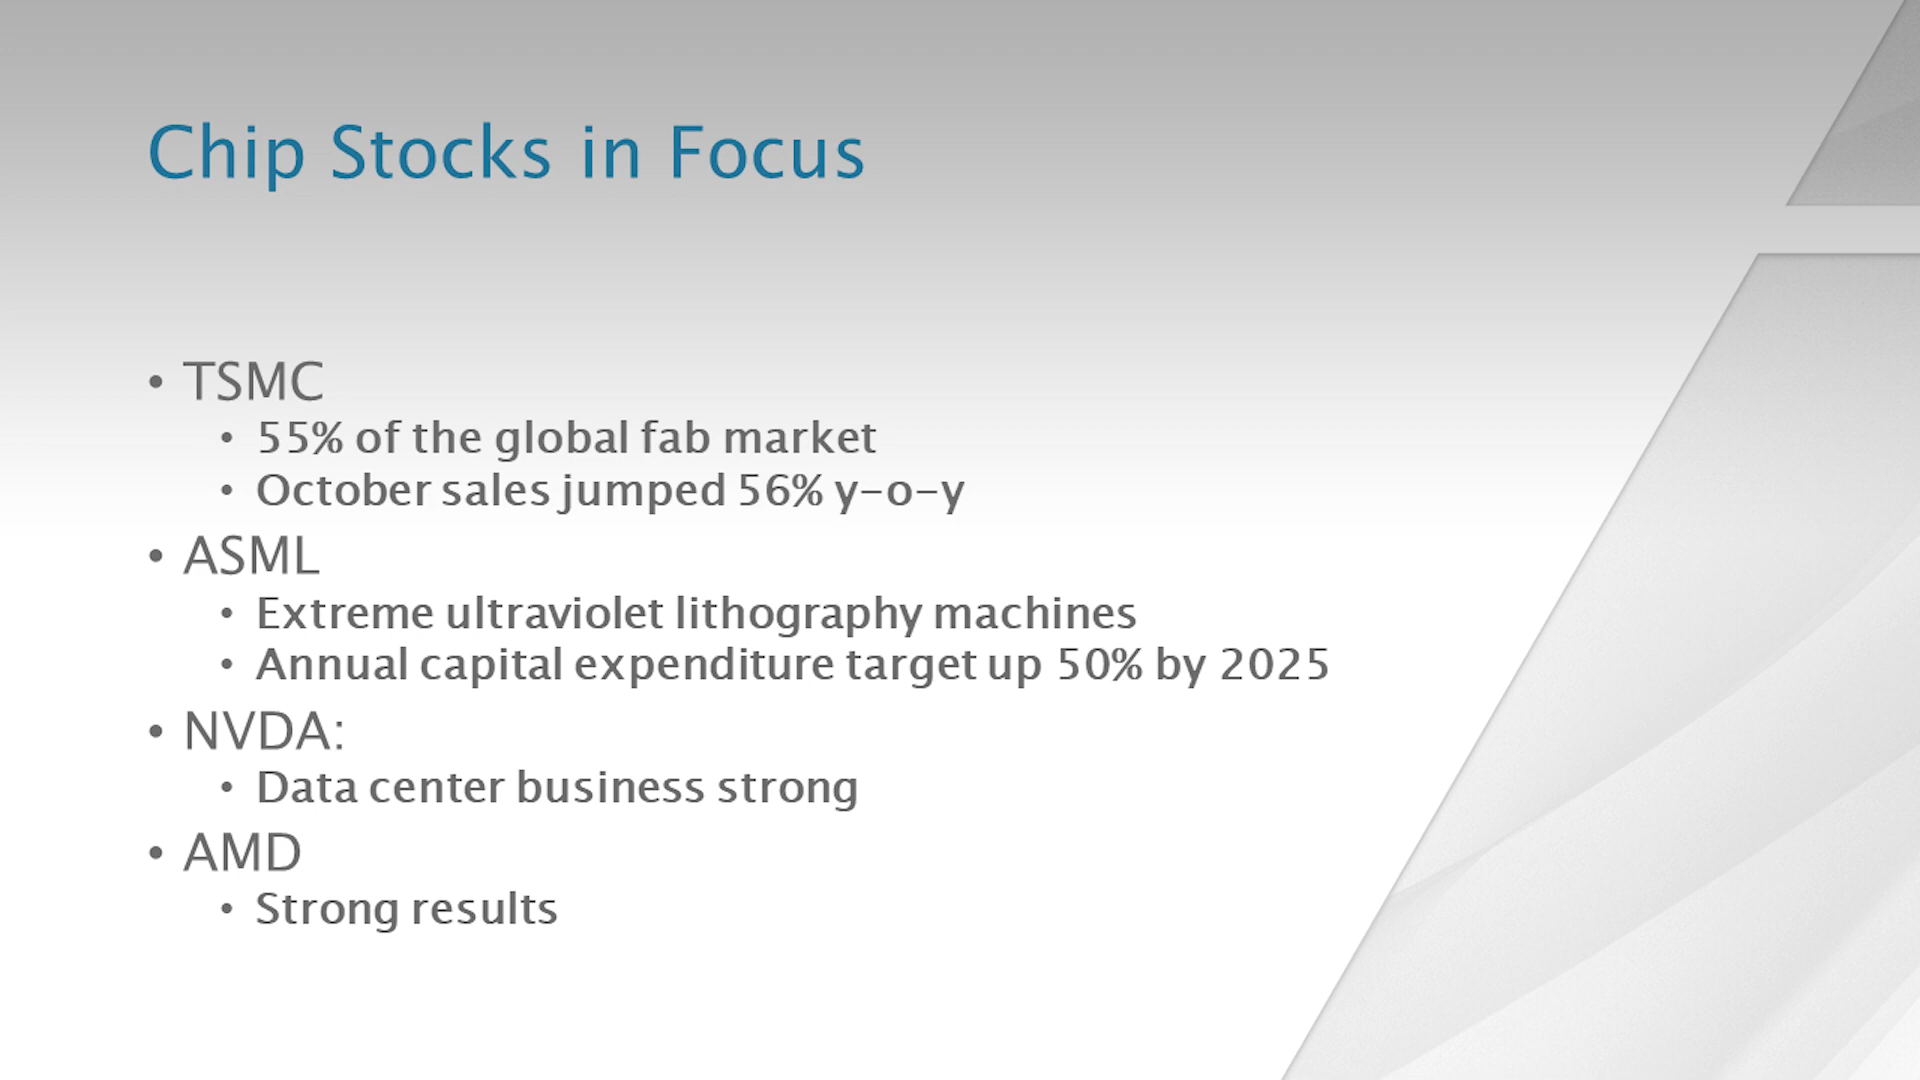 Chip Stocks in Focus
• TSMC
• 55% of the global fab market
• October sales jumped 56% y-o-y
• ASML
• Extreme ultraviolet lithography machines
• Annual capital expenditure target up 50% by 2025
• NVDA:
• Data center business strong
• AMD
• Strong results